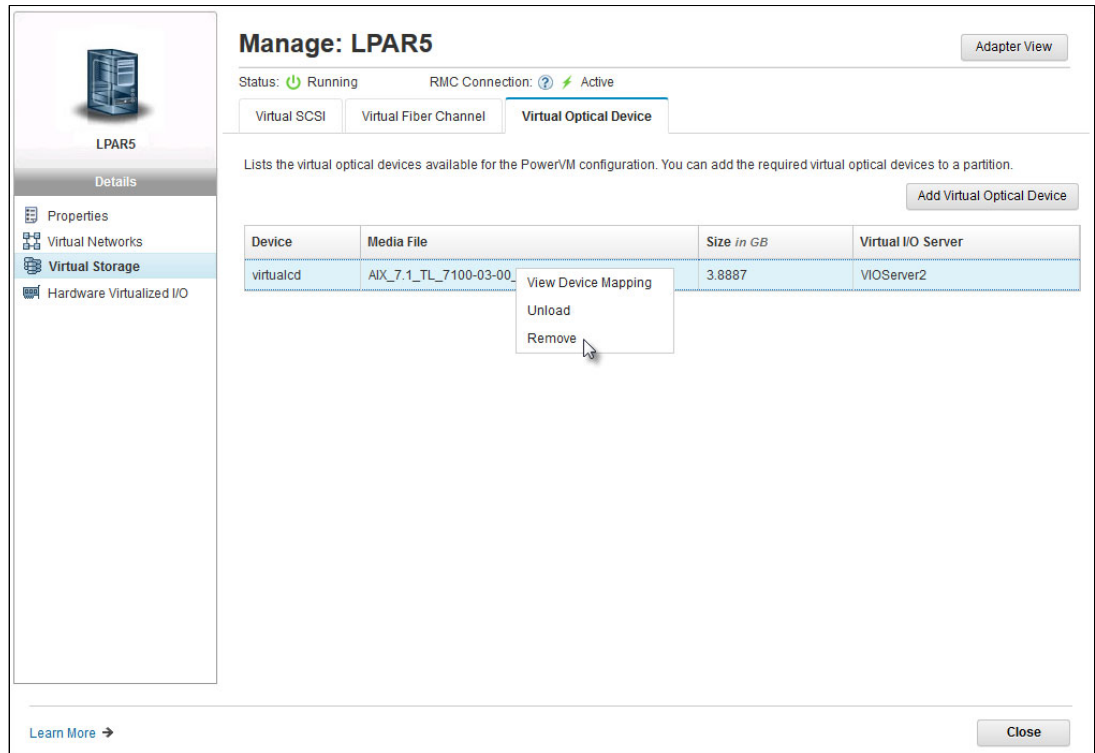 Manage: LPAR5
Adapter View
Status: Running RMC Connection: ? Active
Virtual SCSI Virtual Fiber Channel Virtual Optical Device
LPAR5
Details
Properties
Virtual Networks
Virtual Storage
Hardware Virtualized I/O
Lists the virtual optical devices available for the PowerVM configuration. You can add the required virtual optical devices to a partition.
Add Virtual Optical Device
Device Media File Size in GB Virtual I/O Server
virtualcd AIX_7.1_TL_7100-03-00_ 3.8887 VIOServer2
View Device Mapping
Unload
Remove
Learn More
Close